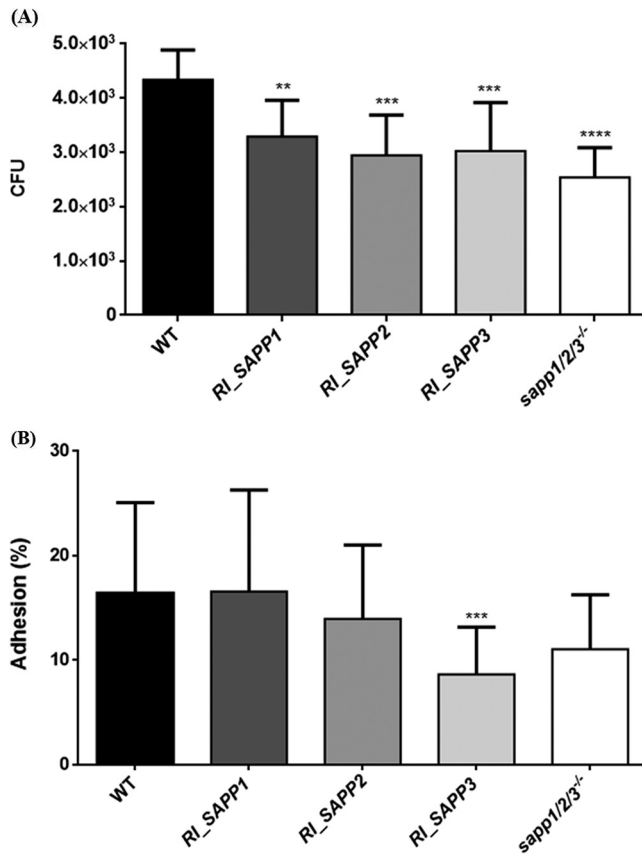 (A)
5.0×10³
4.0×10³
3.0×10³
2.0×10³
1.0×10³
0
CFU
**
***
***
****
WT
RI_SAPP1
RI_SAPP2
RI_SAPP3
sapp1/2/3-/-
(B)
30
20
10
0
Adhesion (%)
***
WT
RI_SAPP1
RI_SAPP2
RI_SAPP3
sapp1/2/3-/-